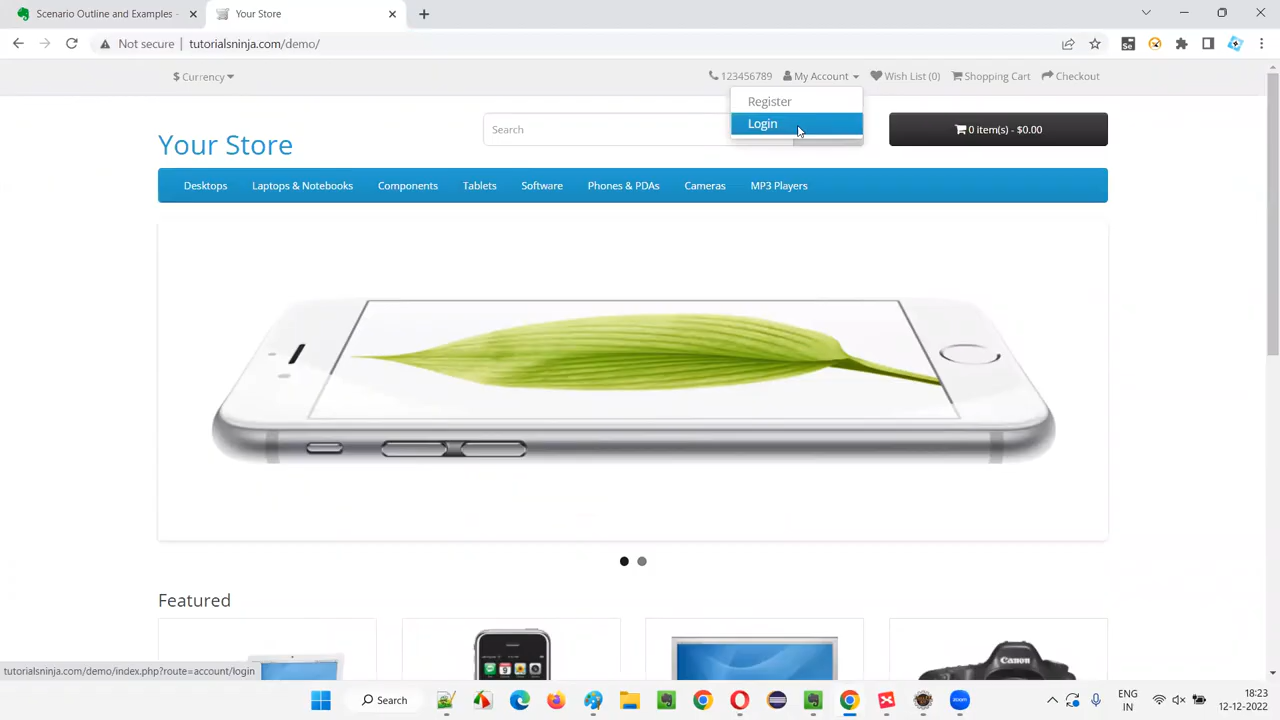 Scenario Outline and Examples -
Your Store
Not secure
tutorialsninja.com/demo/
$ Currency
123456789
My Account
Wish List (0)
Shopping Cart
Checkout
Register
Login
Your Store
Search
0 item(s) - $0.00
Desktops
Laptops & Notebooks
Components
Tablets
Software
Phones & PDAs
Cameras
MP3 Players
Featured
Canon
tutorialsninja.com/demo/index.php?route=account/login
Search
ENG
IN
18:23
12-12-2022